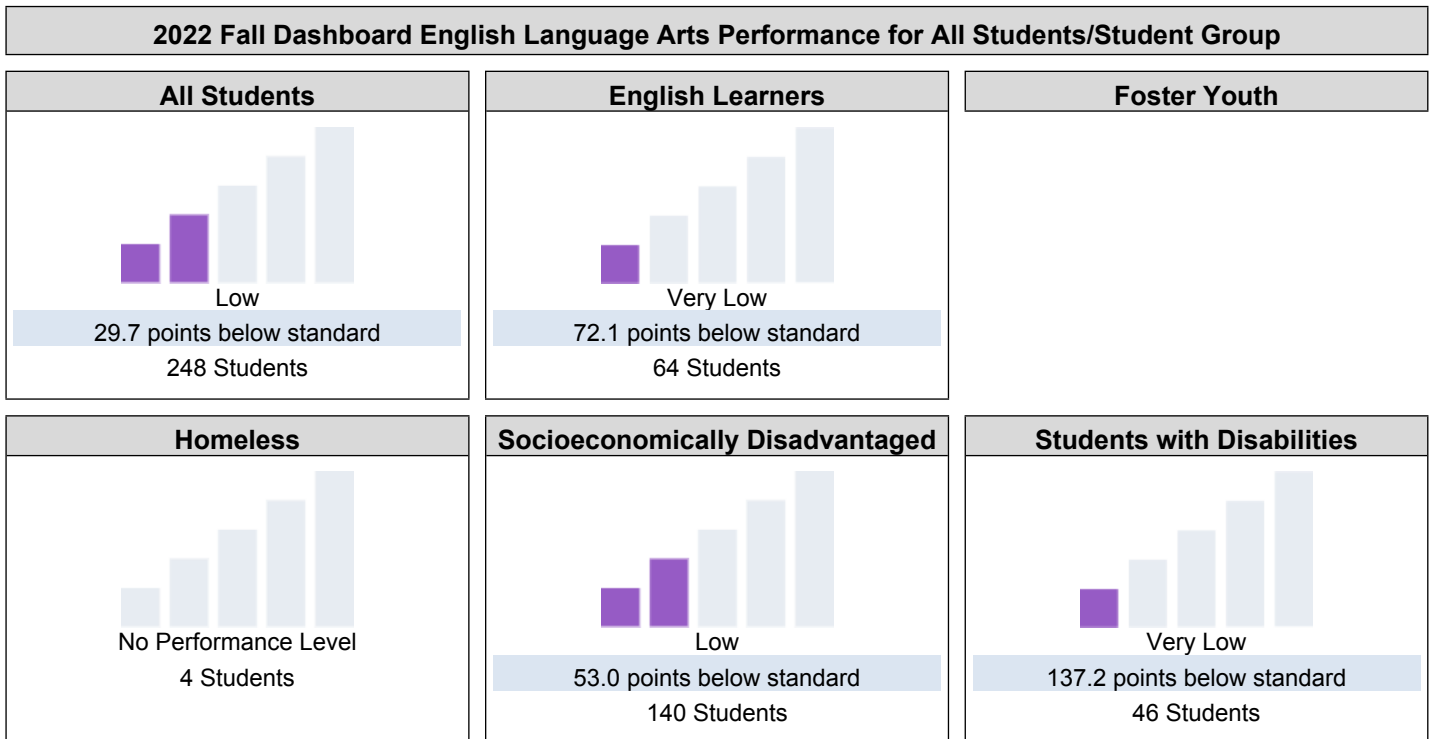 2022 Fall Dashboard English Language Arts Performance for All Students/Student Group
All Students
Low
29.7 points below standard
248 Students
English Learners
Very Low
72.1 points below standard
64 Students
Foster Youth
Homeless
No Performance Level
4 Students
Socioeconomically Disadvantaged
Low
53.0 points below standard
140 Students
Students with Disabilities
Very Low
137.2 points below standard
46 Students